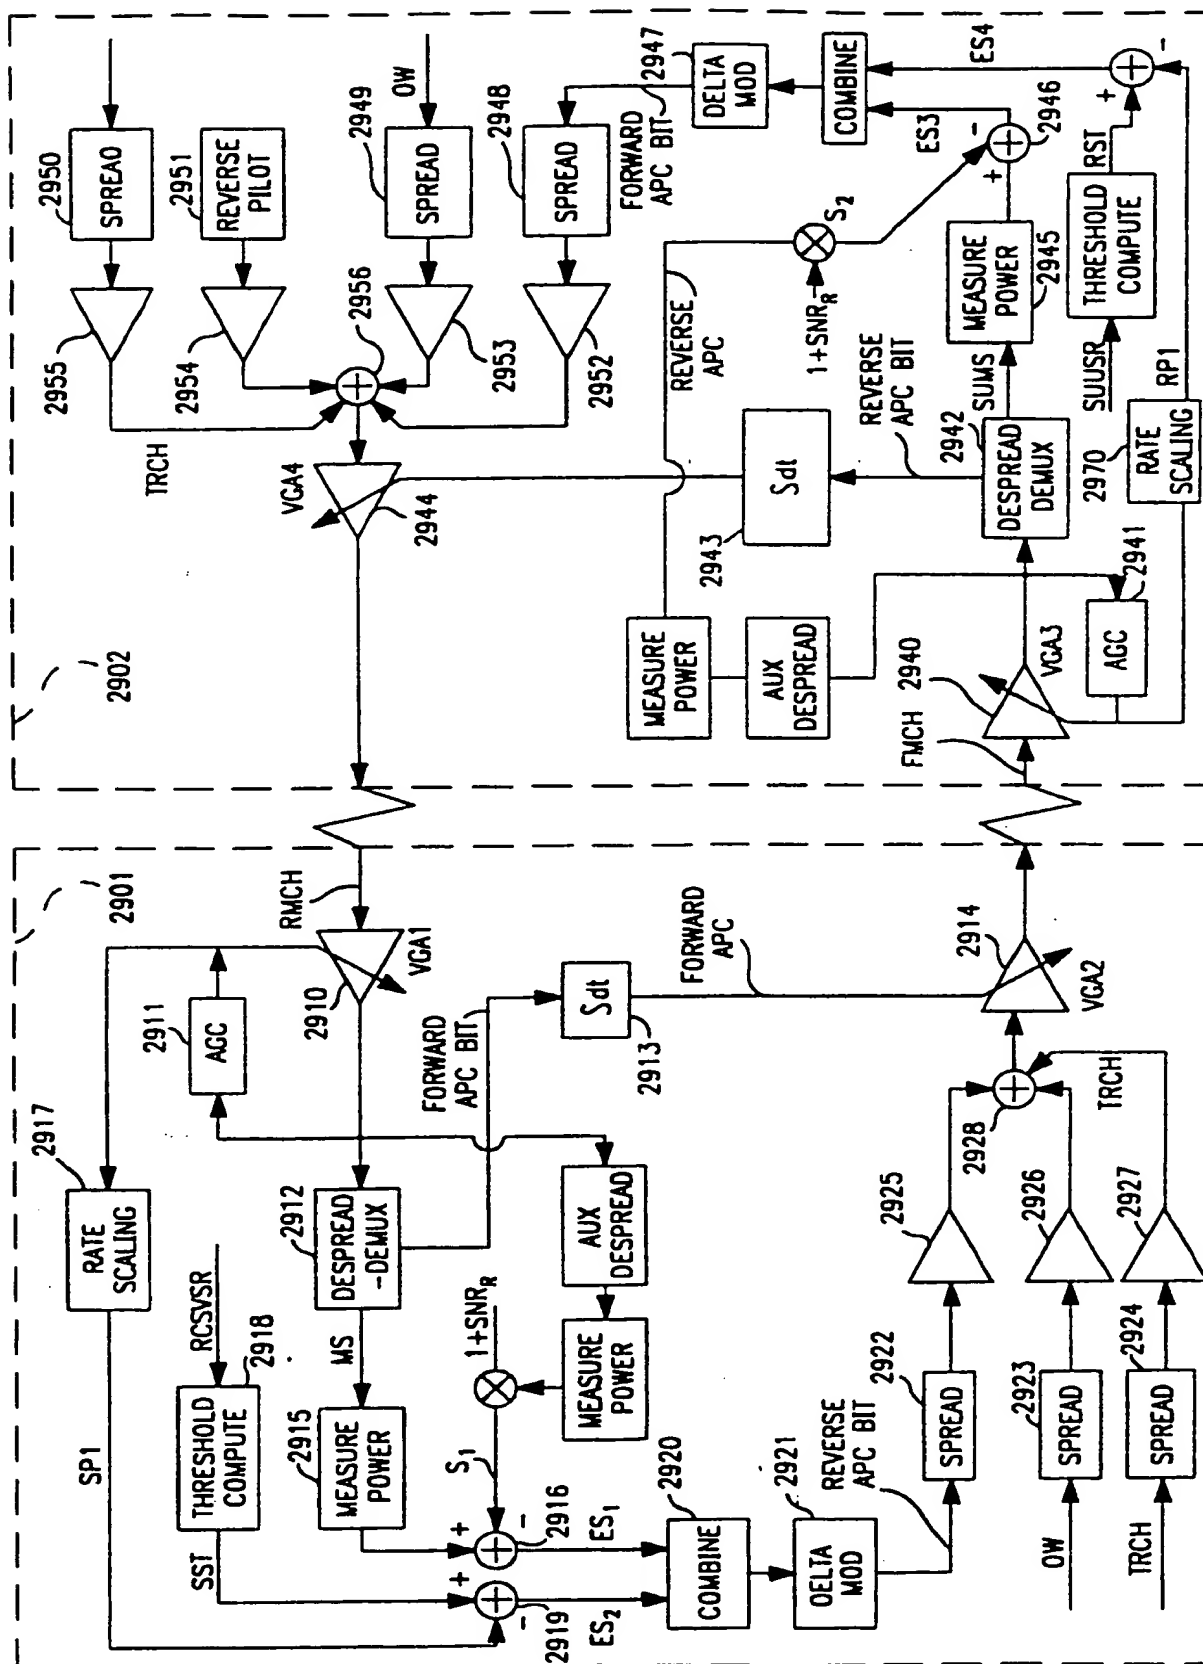 2901
2917
RATE
SCALING
SP1
2911
AGC
RCSVSR
2918
THRESHOLD
COMPUTE
SST
RMCH
VGA1
2910
2912
DESPREAD
-DEMUX
MS
2915
MEASURE
POWER
FORWARD
APC BIT
∫dt
2913
FORWARD
APC
AUX
DESPREAD
MEASURE
POWER
1+SNRR
S1
+
-
2916
+
-
2919
ES1
ES2
2920
COMBINE
2921
DELTA
MOD
REVERSE
APC BIT
2922
SPREAD
2925
OW
2923
SPREAD
2926
TRCH
2924
SPREAD
2927
TRCH
2928
2914
VGA2
2902
2950
SPREAD
2955
TRCH
2951
REVERSE
PILOT
2954
OW
2949
SPREAD
2953
2948
SPREAD
2952
2956
VGA4
2944
FORWARD
APC BIT
2947
DELTA
MOD
COMBINE
ES3
ES4
REVERSE
APC
MEASURE
POWER
AUX
DESPREAD
∫dt
2943
REVERSE
APC BIT
1+SNRR
S2
FMCH
2940
VGA3
AGC
2941
2942
DESPREAD
DEMUX
SUMS
MEASURE
POWER
2945
+
-
2946
SUUSR
THRESHOLD
COMPUTE
RST
+
-
2970
RATE
SCALING
RP1